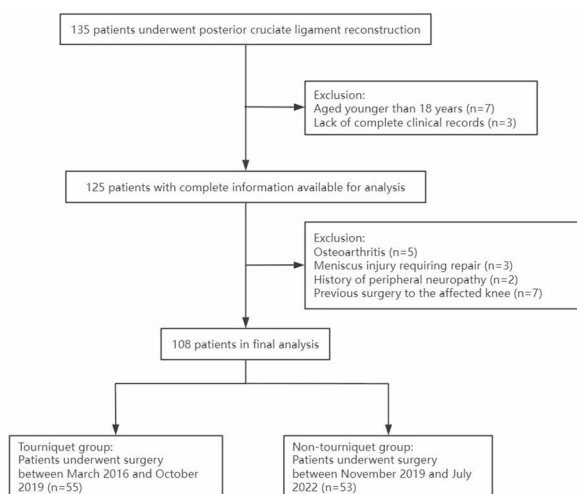 135 patients underwent posterior cruciate ligament reconstruction
Exclusion:
Aged younger than 18 years (n=7)
Lack of complete clinical records (n=3)
125 patients with complete information available for analysis
Exclusion:
Osteoarthritis (n=5)
Meniscus injury requiring repair (n=3)
History of peripheral neuropathy (n=2)
Previous surgery to the affected knee (n=7)
108 patients in final analysis
Tourniquet group:
Patients underwent surgery
between March 2016 and October
2019 (n=55)
Non-tourniquet group:
Patients underwent surgery
between November 2019 and July
2022 (n=53)